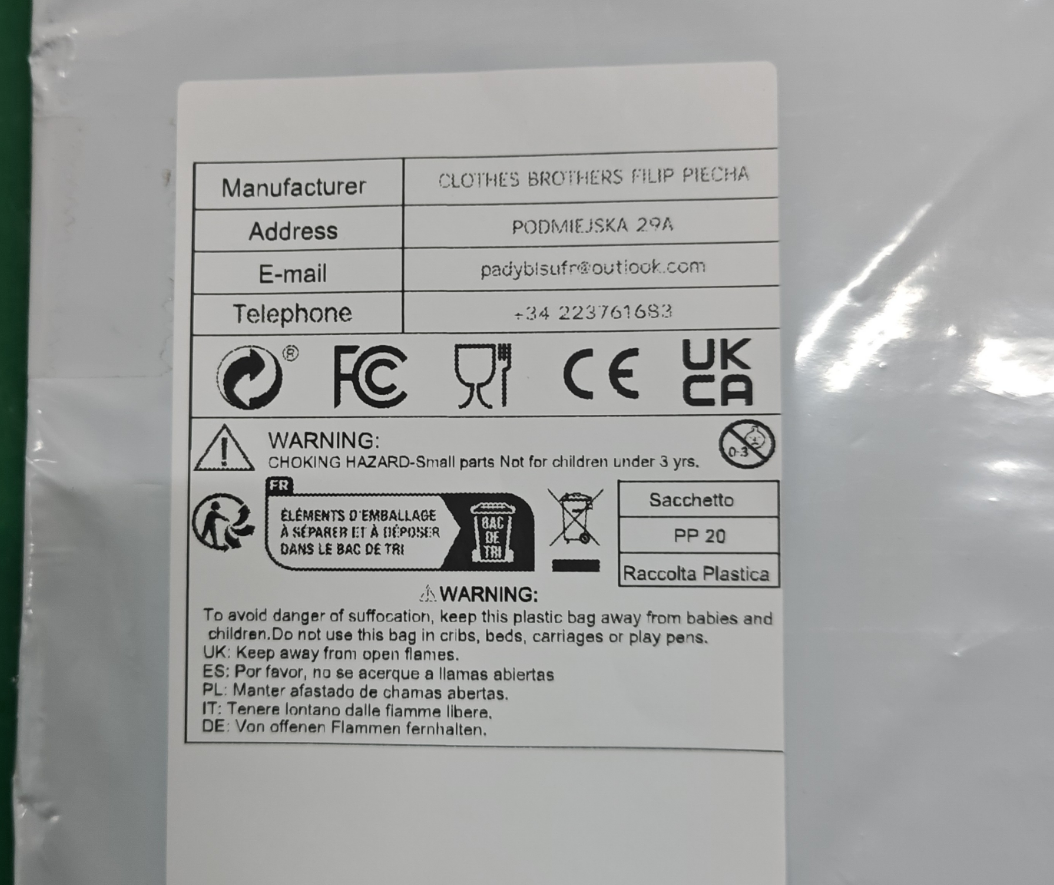 Manufacturer CLOTHES BROTHERS FILIP PIECHA
Address PODMIEJSKA 29A
E-mail padyblsufr@outlook.com
Telephone +34 223761683
® FC CE UK
CA
WARNING:
CHOKING HAZARD-Small parts Not for children under 3 yrs.
0-3
FR
ÉLÉMENTS D'EMBALLAGE
À SÉPARER ET À DÉPOSER
DANS LE BAC DE TRI
BAC
DE
TRI
Sacchetto
PP 20
Raccolta Plastica
WARNING:
To avoid danger of suffocation, keep this plastic bag away from babies and
children.Do not use this bag in cribs, beds, carriages or play pens.
UK: Keep away from open flames.
ES: Por favor, no se acerque a llamas abiertas
PL: Manter afastado de chamas abertas.
IT: Tenere lontano dalle fiamme libere.
DE: Von offenen Flammen fernhalten.